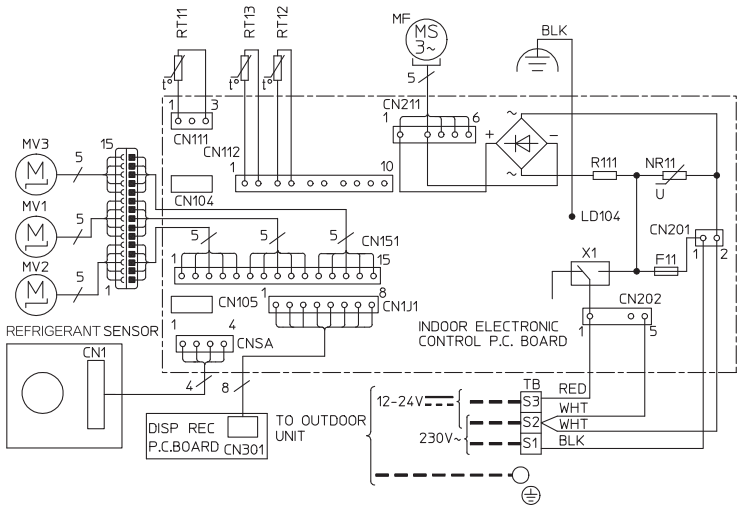 RT11
RT13
RT12
MF
MS
3~
BLK
t°
t°
t°
5
1
3
CN111
CN211
1
6
~
+
−
~
MV3
5
15
M
CN112
1
10
R111
NR11
U
CN104
MV1
5
M
LD104
CN201
1
2
5
5
5
CN151
1
15
MV2
5
M
1
X1
F11
CN105
1
8
CN1J1
CN202
1
5
REFRIGERANT SENSOR
CN1
1
4
CNSA
INDOOR ELECTRONIC
CONTROL P.C. BOARD
4
8
DISP REC
P.C.BOARD
CN301
TO OUTDOOR
UNIT
12-24V
230V~
TB
S3
S2
S1
RED
WHT
WHT
BLK